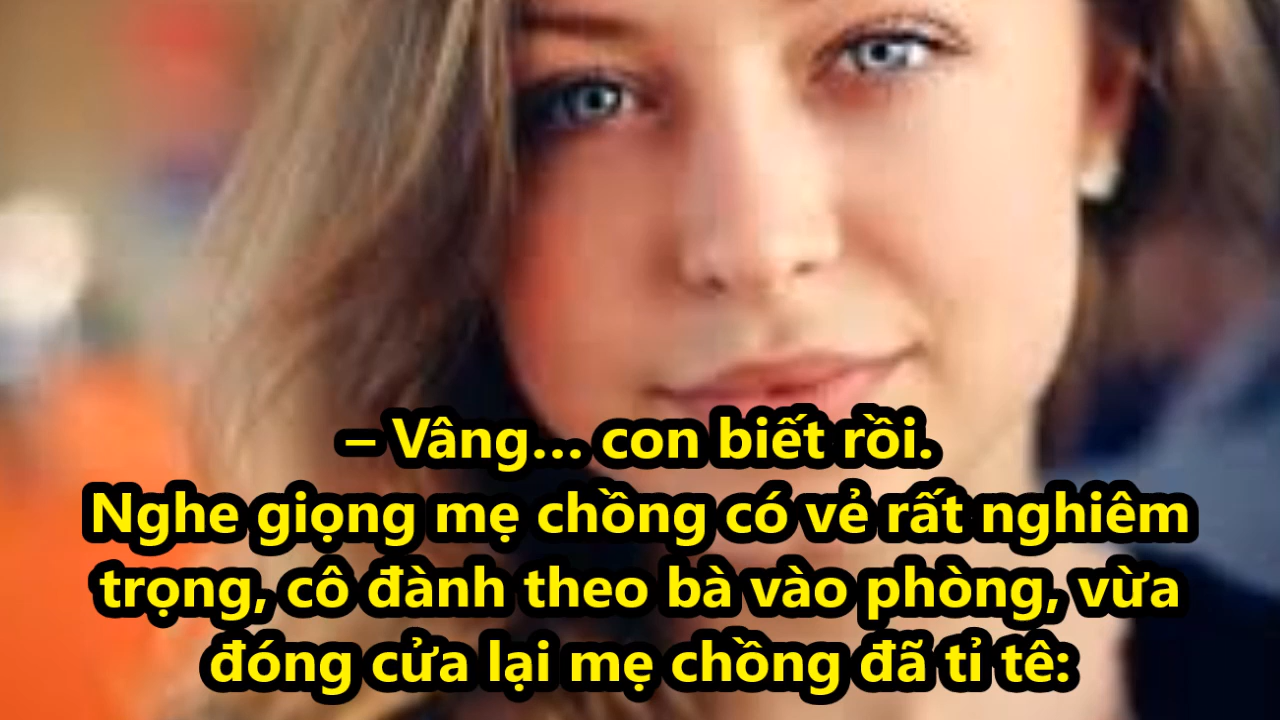 – Vâng... con biết rồi.
Nghe giọng mẹ chồng có vẻ rất nghiêm
trọng, cô đành theo bà vào phòng, vừa
đóng cửa lại mẹ chồng đã tỉ tê: